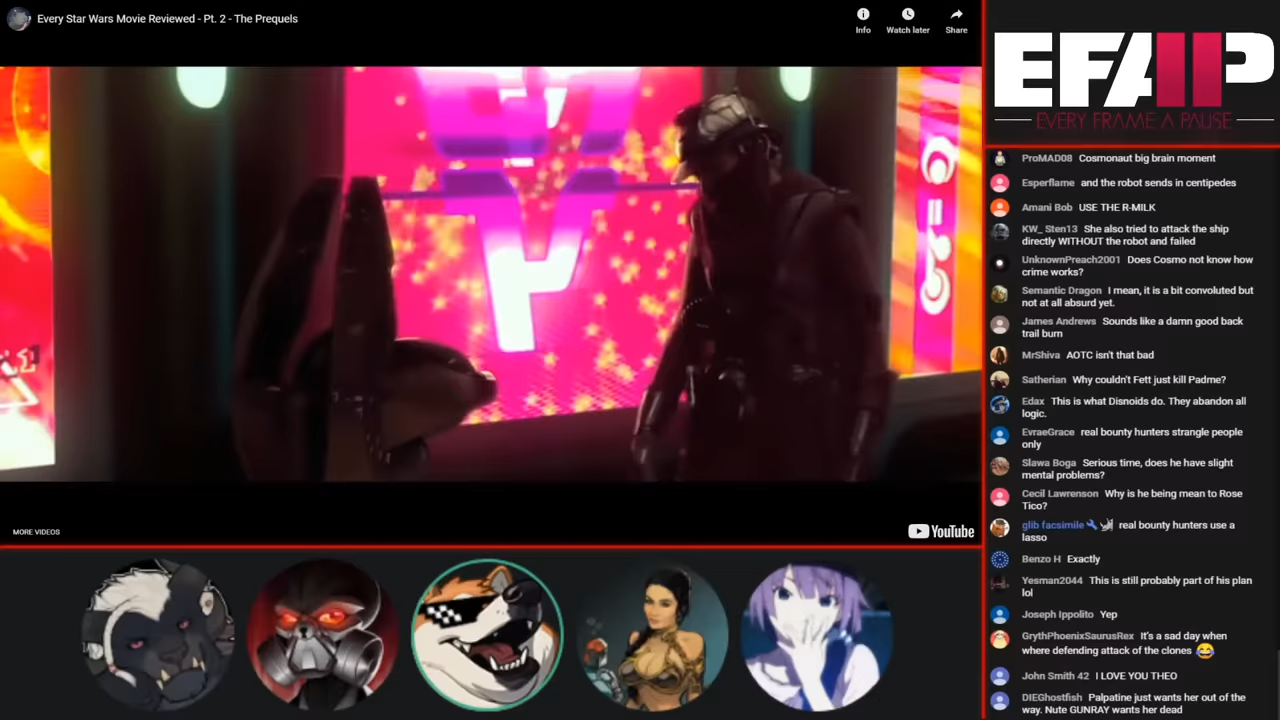 Every Star Wars Movie Reviewed - Pt. 2 - The Prequels
Info
Watch later
Share
MORE VIDEOS
YouTube
EFAP
EVERY FRAME A PAUSE
ProMAD08 Cosmonaut big brain moment
Esperflame and the robot sends in centipedes
Amani Bob USE THE R-MILK
KW_ Sten13 She also tried to attack the ship
directly WITHOUT the robot and failed
UnknownPreach2001 Does Cosmo not know how
crime works?
Semantic Dragon I mean, it is a bit convoluted but
not at all absurd yet.
James Andrews Sounds like a damn good back
trail burn
MrShiva AOTC isn't that bad
Satherian Why couldn't Fett just kill Padme?
Edax This is what Disnoids do. They abandon all
logic.
EvraeGrace real bounty hunters strangle people
only
Slawa Boga Serious time, does he have slight
mental problems?
Cecil Lawrenson Why is he being mean to Rose
Tico?
glib facsimile real bounty hunters use a
lasso
Benzo H Exactly
Yesman2044 This is still probably part of his plan
lol
Joseph Ippolito Yep
GrythPhoenixSaurusRex It's a sad day when
where defending attack of the clones 😂
John Smith 42 I LOVE YOU THEO
DIEGhostfish Palpatine just wants her out of the
way. Nute GUNRAY wants her dead